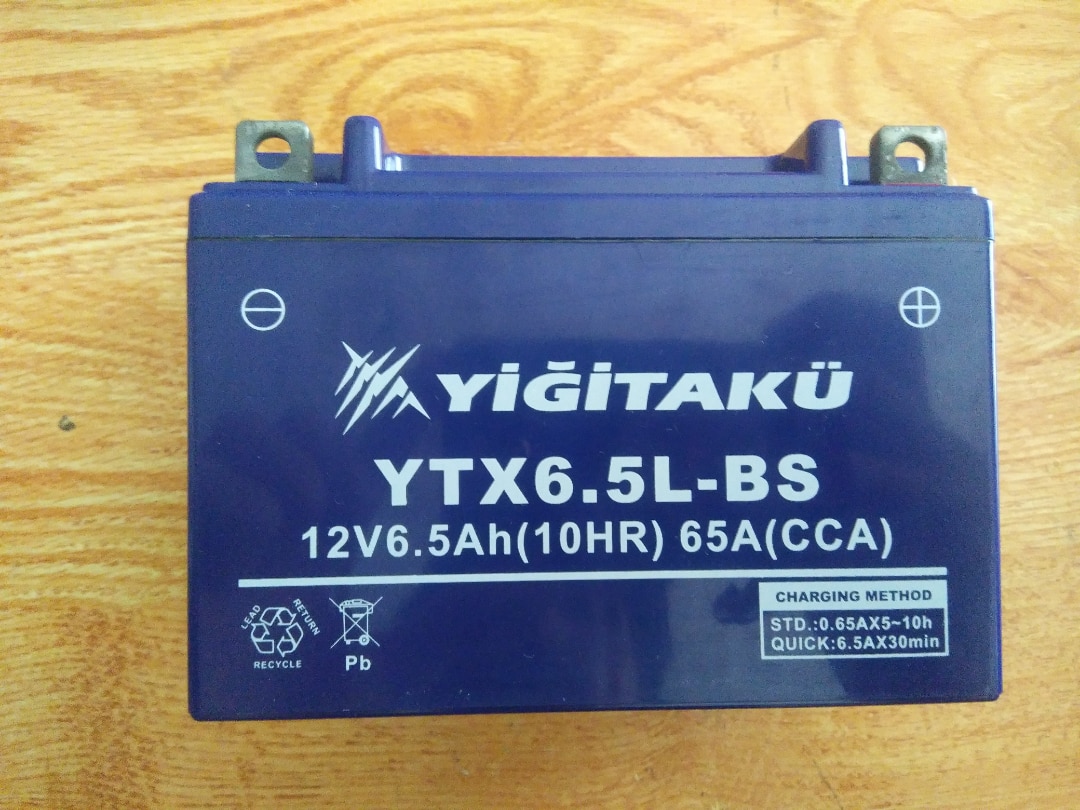 YİĞİTAKÜ
YTX6.5L-BS
12V6.5Ah(10HR) 65A(CCA)
LEAD RETURN
RECYCLE
Pb
CHARGING METHOD
STD.:0.65AX5~10h
QUICK:6.5AX30min